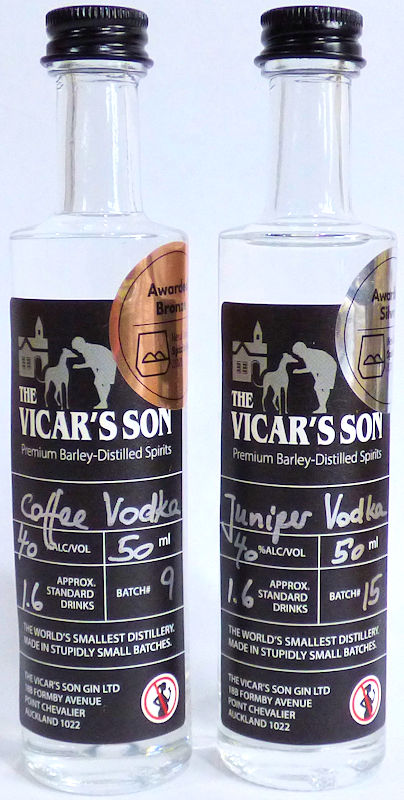 Awarded
Bronze
THE
VICAR'S SON
Premium Barley-Distilled Spirits
Coffee Vodka
40 %ALC/VOL
50 ml
1.6 APPROX.
STANDARD
DRINKS
BATCH# 9
THE WORLD'S SMALLEST DISTILLERY.
MADE IN STUPIDLY SMALL BATCHES.
THE VICAR'S SON GIN LTD
18B FORMBY AVENUE
POINT CHEVALIER
AUCKLAND 1022
THE
VICAR'S SON
Premium Barley-Distilled Spirits
Juniper Vodka
40 %ALC/VOL
50 ml
1.6 APPROX.
STANDARD
DRINKS
BATCH# 15
THE WORLD'S SMALLEST DISTILLERY.
MADE IN STUPIDLY SMALL BATCHES.
THE VICAR'S SON GIN LTD
18B FORMBY AVENUE
POINT CHEVALIER
AUCKLAND 1022